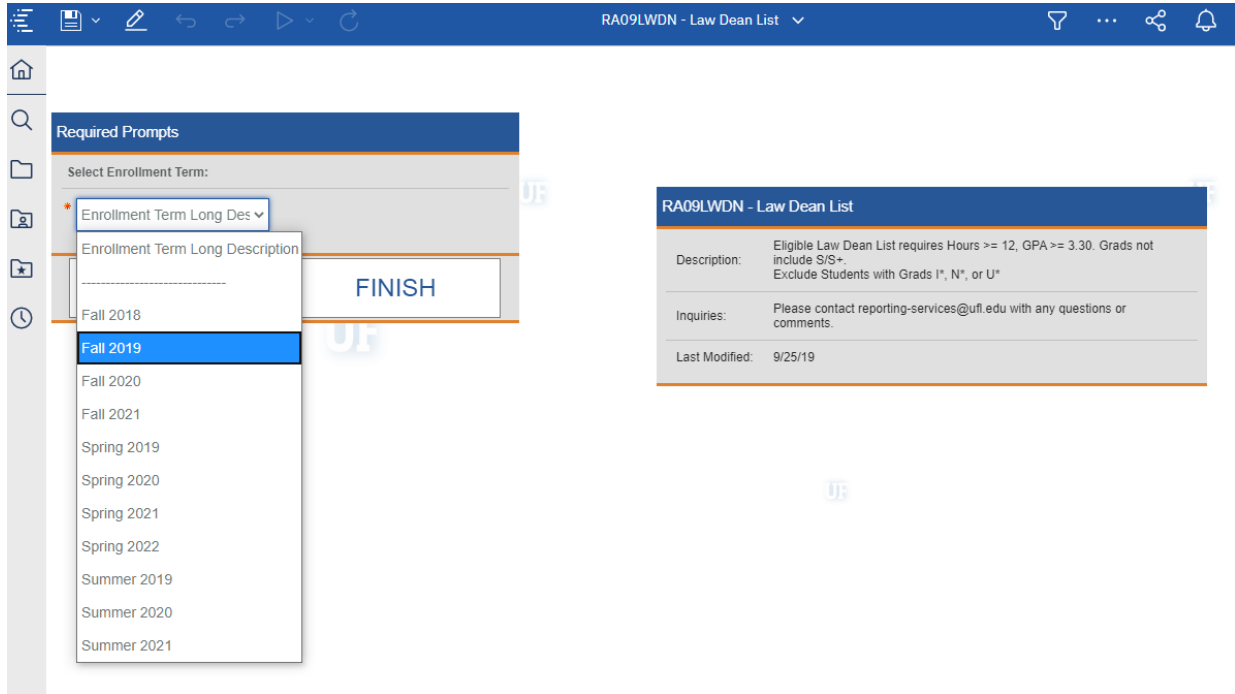 RA09LWDN - Law Dean List
Required Prompts
Select Enrollment Term:
* Enrollment Term Long Des
Enrollment Term Long Description
------------------------------
Fall 2018
Fall 2019
Fall 2020
Fall 2021
Spring 2019
Spring 2020
Spring 2021
Spring 2022
Summer 2019
Summer 2020
Summer 2021
FINISH
UF
UF
RA09LWDN - Law Dean List
Description: Eligible Law Dean List requires Hours >= 12, GPA >= 3.30. Grads not
include S/S+.
Exclude Students with Grads I*, N*, or U*
Inquiries: Please contact reporting-services@ufl.edu with any questions or
comments.
Last Modified: 9/25/19
UF
UF